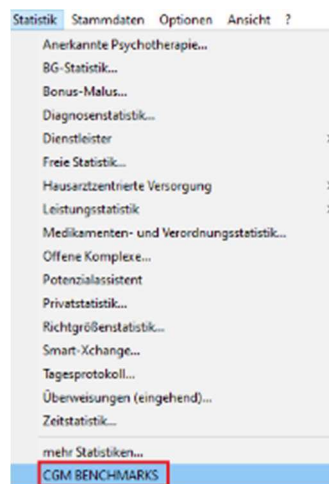 Statistik Stammdaten Optionen Ansicht ?
Anerkannte Psychotherapie...
BG-Statistik...
Bonus-Malus...
Diagnosenstatistik...
Dienstleister
Freie Statistik...
Hausarztzentrierte Versorgung
Leistungsstatistik
Medikamenten- und Verordnungsstatistik...
Offene Komplexe...
Potenzialassistent
Privatstatistik...
Richtgrößenstatistik...
Smart-Xchange...
Tagesprotokoll...
Überweisungen (eingehend)...
Zeitstatistik...
mehr Statistiken...
CGM BENCHMARKS